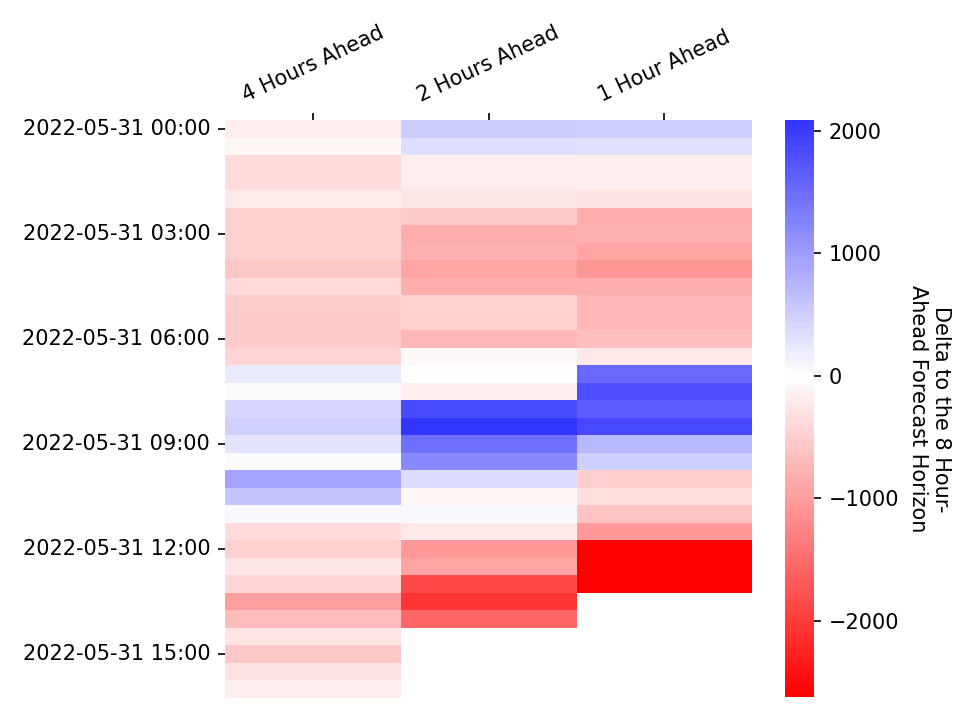 4 Hours Ahead
2 Hours Ahead
1 Hour Ahead
2022-05-31 00:00
2022-05-31 03:00
2022-05-31 06:00
2022-05-31 09:00
2022-05-31 12:00
2022-05-31 15:00
2000
1000
0
−1000
−2000
Delta to the 8 Hour-
Ahead Forecast Horizon